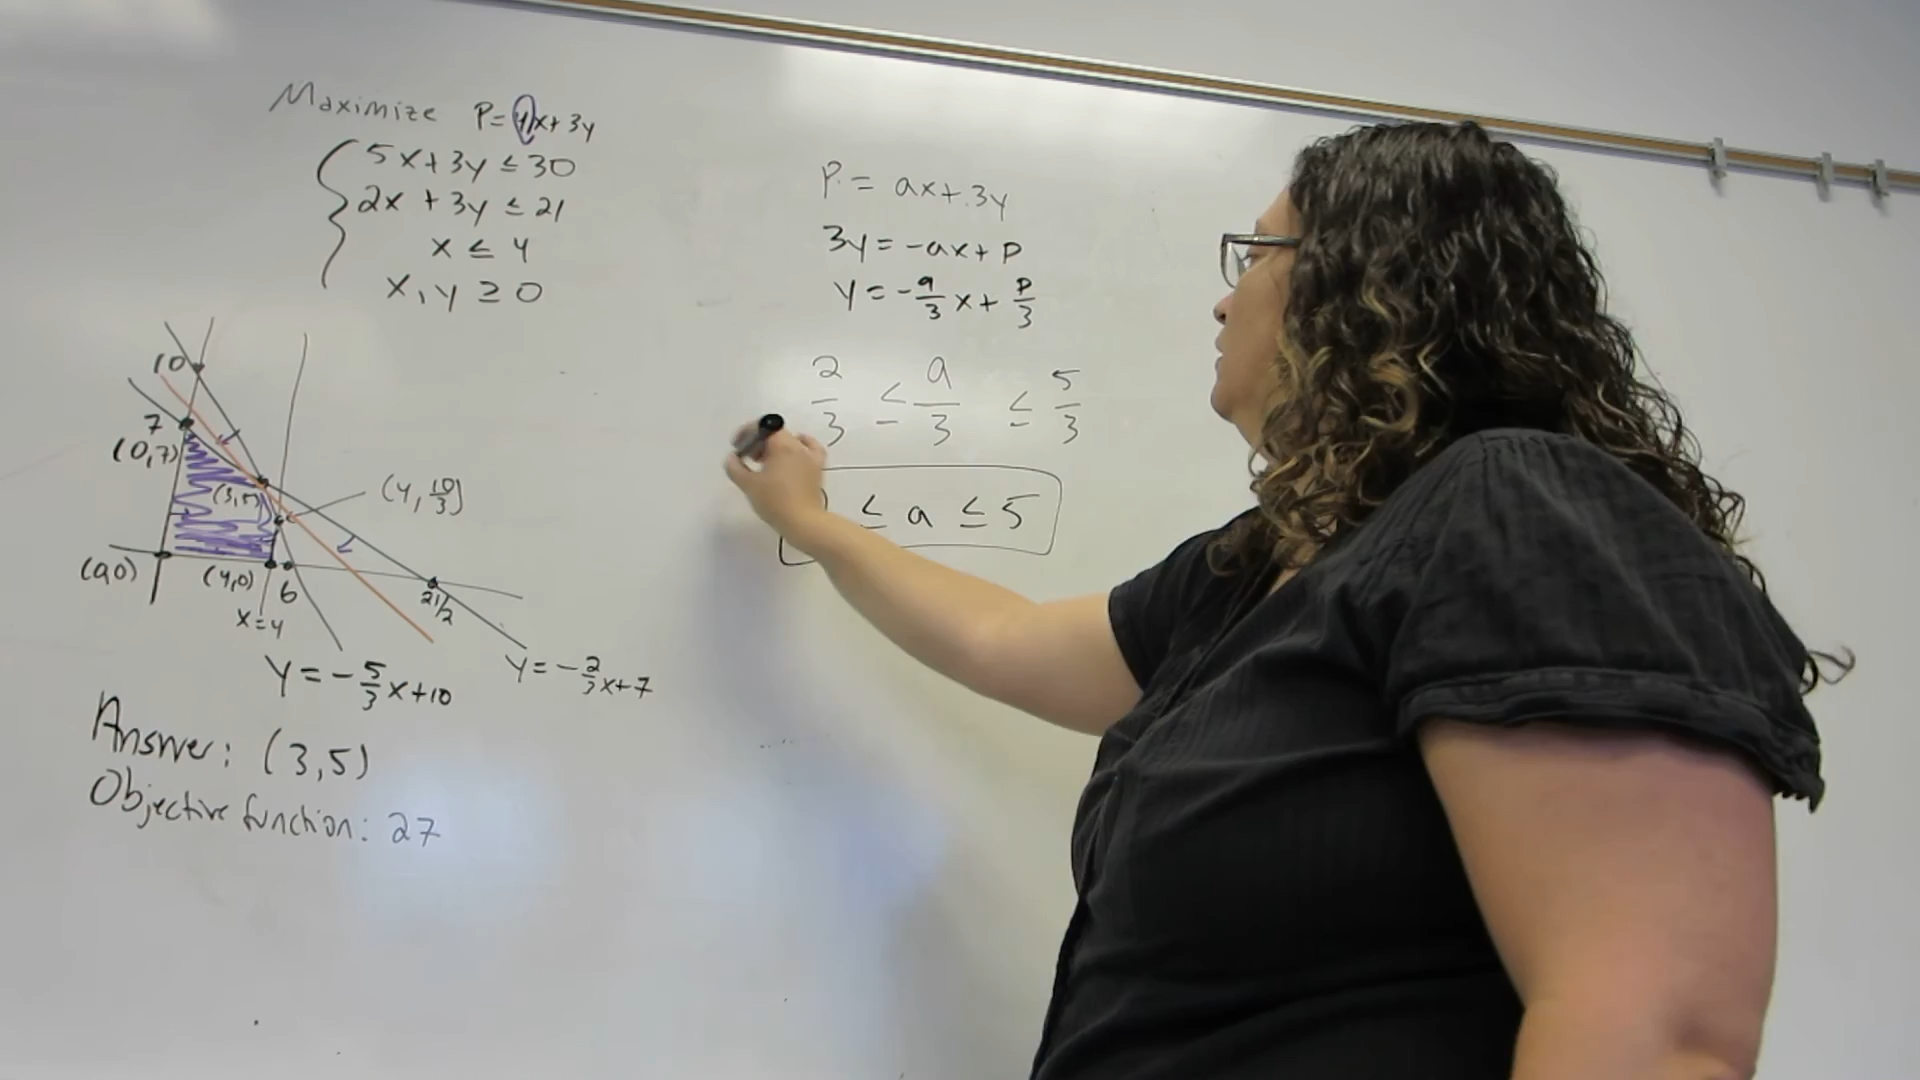 Maximize P = 4x + 3y
5x + 3y ≤ 30
2x + 3y ≤ 21
x ≤ 4
x, y ≥ 0
10
7
(0,7)
(3,5)
(4, 10/3)
(0,0)
(4,0)
6
21/2
x = 4
y = -5/3 x + 10
y = -2/3 x + 7
Answer: (3,5)
Objective function: 27
P = ax + 3y
3y = -ax + P
y = -a/3 x + P/3
2/3 ≤ a/3 ≤ 5/3
≤ a ≤ 5